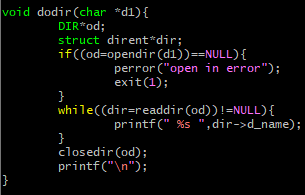 void dodir(char *d1){
        DIR*od;
        struct dirent*dir;
        if((od=opendir(d1))==NULL){
                perror("open in error");
                exit(1);
        }
        while((dir=readdir(od))!=NULL){
                printf(" %s ",dir->d_name);
        }
        closedir(od);
        printf("\n");
}